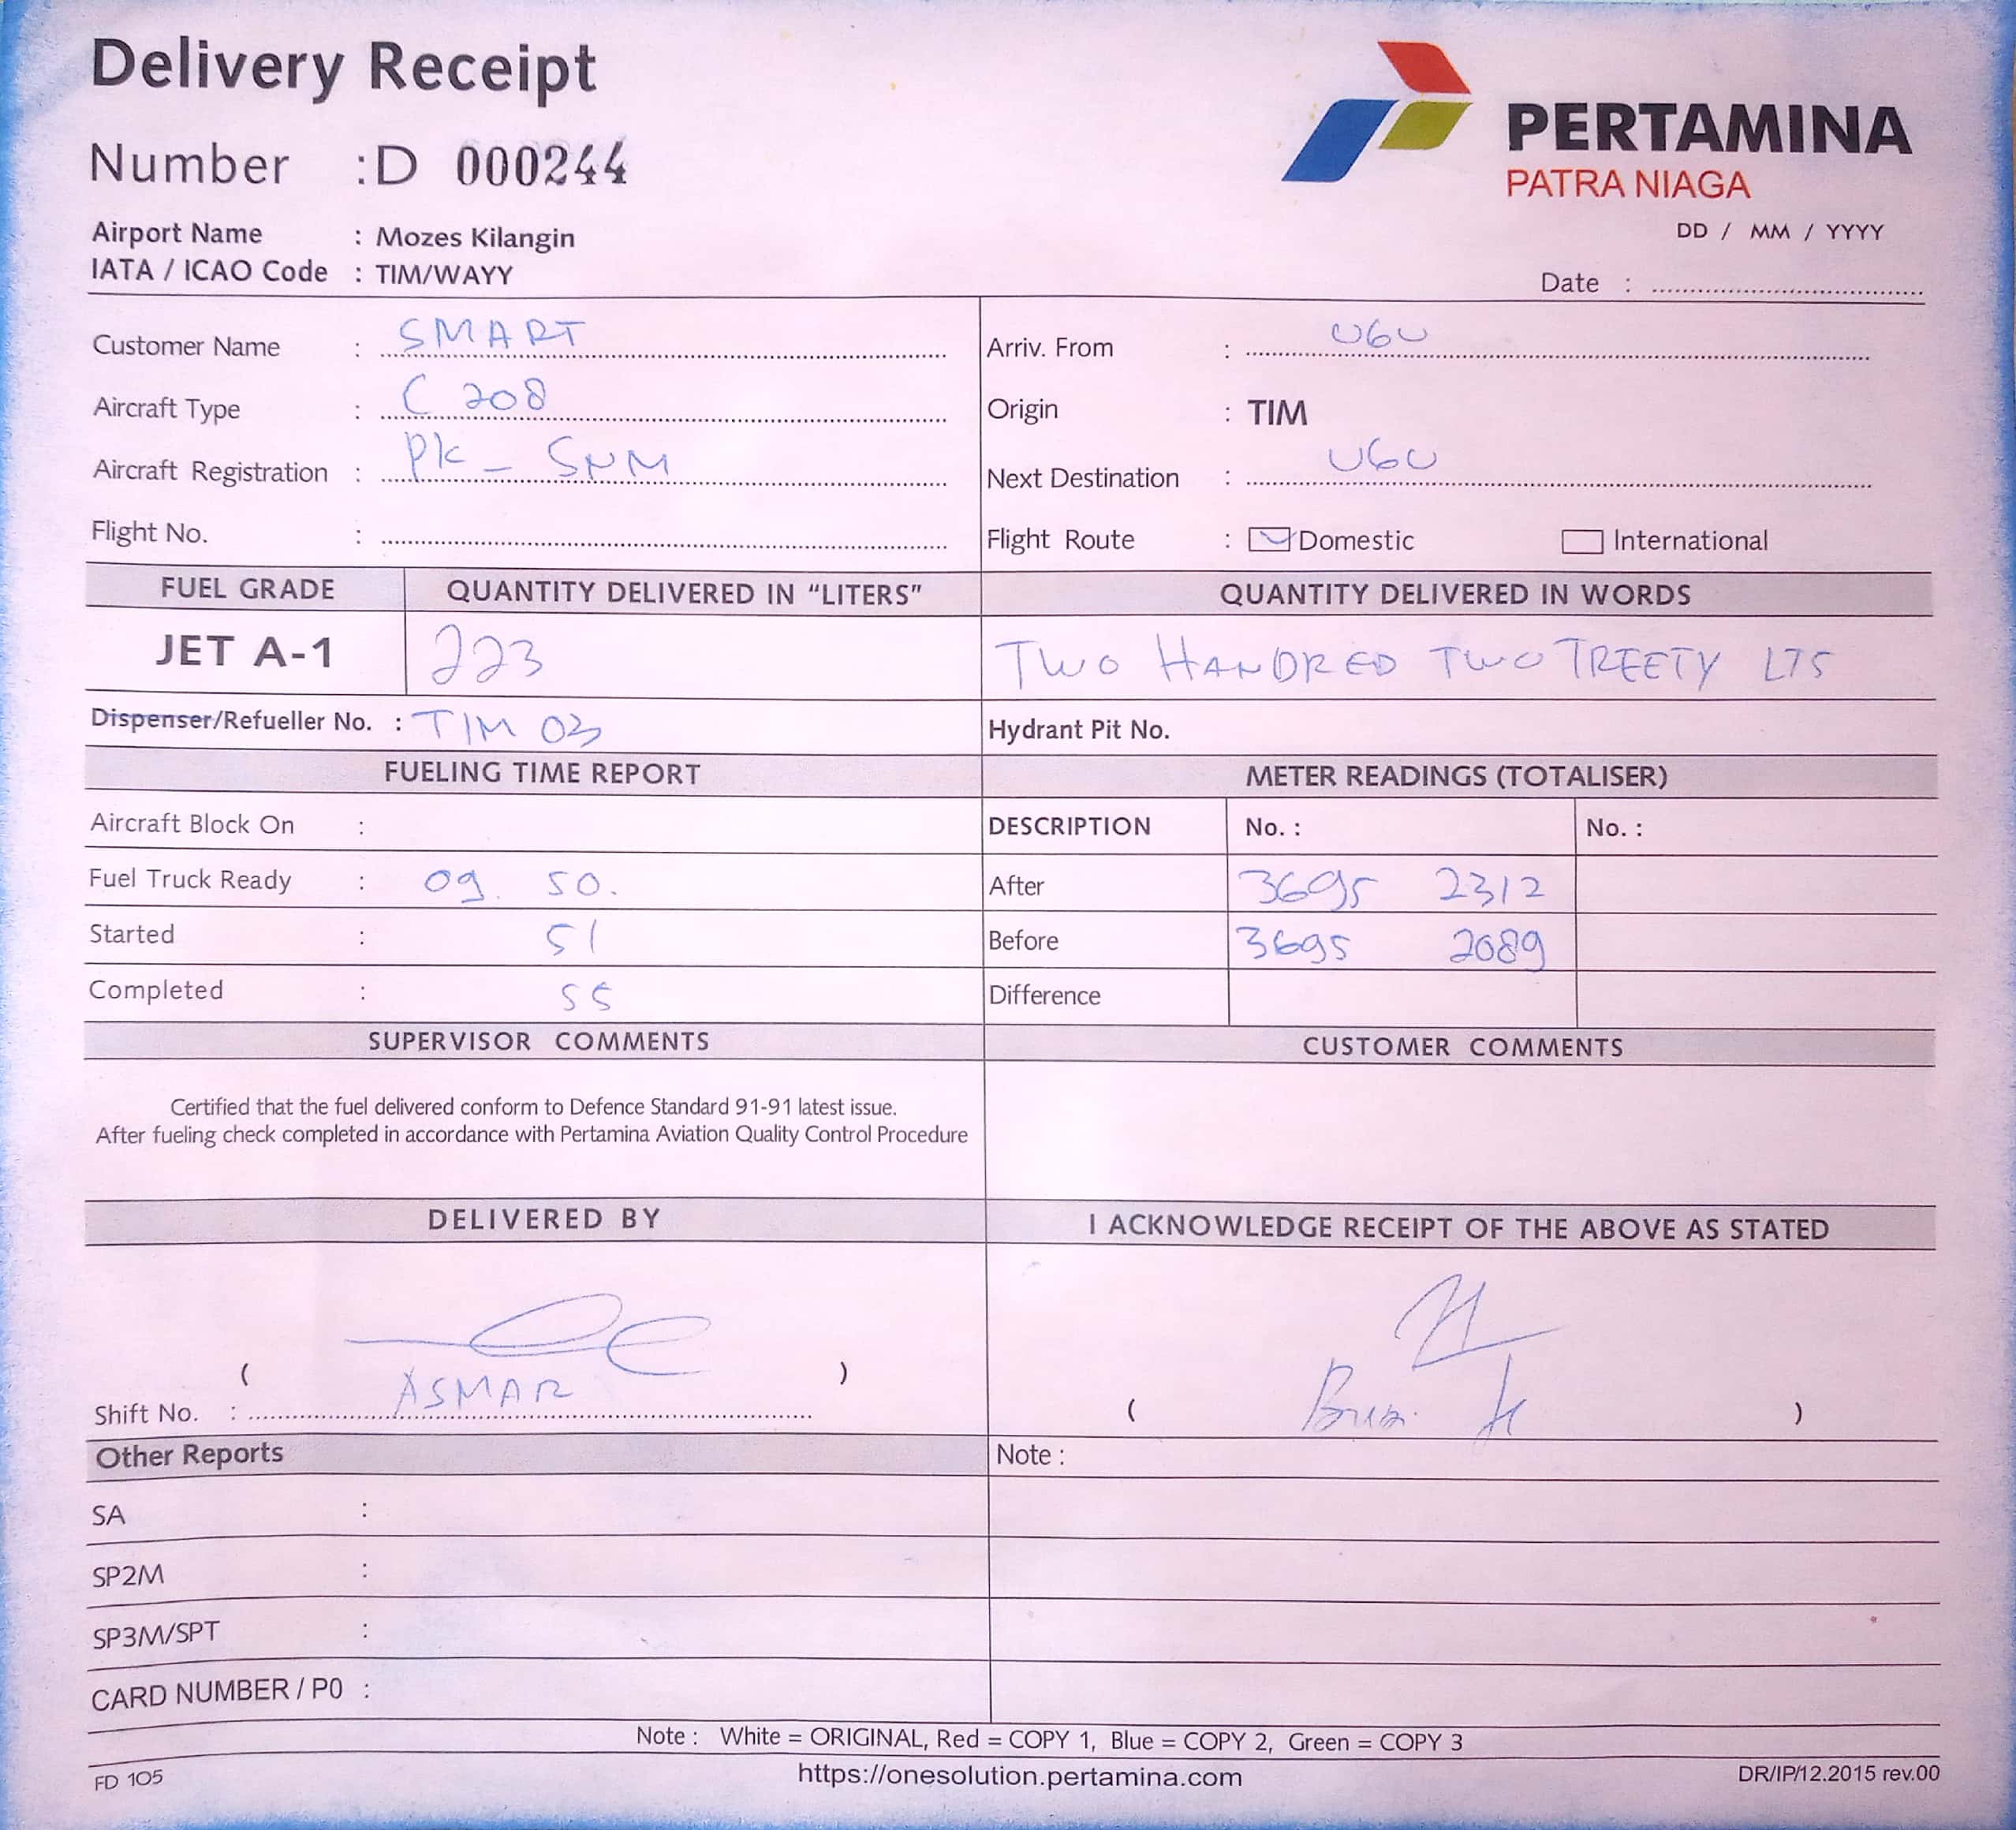 Delivery Receipt
Number : D 000244
PERTAMINA
PATRA NIAGA
Airport Name : Mozes Kilangin
IATA / ICAO Code : TIM/WAYY
DD / MM / YYYY
Date :
Customer Name : SMART
Aircraft Type : C 208
Aircraft Registration : PK - SNM
Flight No. :
Arriv. From : UGU
Origin : TIM
Next Destination : UGU
Flight Route : Domestic International
FUEL GRADE QUANTITY DELIVERED IN “LITERS” QUANTITY DELIVERED IN WORDS
JET A-1 223 TWO HANDRED TWO TREETY LTS
Dispenser/Refueller No. : TIM 03 Hydrant Pit No.
FUELING TIME REPORT METER READINGS (TOTALISER)
Aircraft Block On : DESCRIPTION No. : No. :
Fuel Truck Ready : 09. 50. After 3695 2312
Started : 51 Before 3695 2089
Completed : 55 Difference
SUPERVISOR COMMENTS CUSTOMER COMMENTS
Certified that the fuel delivered conform to Defence Standard 91-91 latest issue.
After fueling check completed in accordance with Pertamina Aviation Quality Control Procedure
DELIVERED BY I ACKNOWLEDGE RECEIPT OF THE ABOVE AS STATED
( )
ASMAR
Shift No. :
( )
Other Reports Note :
SA :
SP2M :
SP3M/SPT :
CARD NUMBER / P0 :
Note : White = ORIGINAL, Red = COPY 1, Blue = COPY 2, Green = COPY 3
FD 105 https://onesolution.pertamina.com DR/IP/12.2015 rev.00